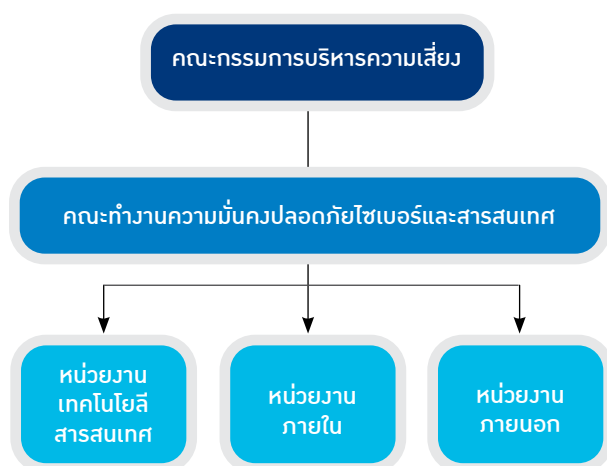 คณะกรรมการบริหารความเสี่ยง
คณะทำงานความมั่นคงปลอดภัยไซเบอร์และสารสนเทศ
หน่วยงาน
เทคโนโยลี
สารสนเทศ
หน่วยงาน
ภายใน
หน่วยงาน
ภายนอก